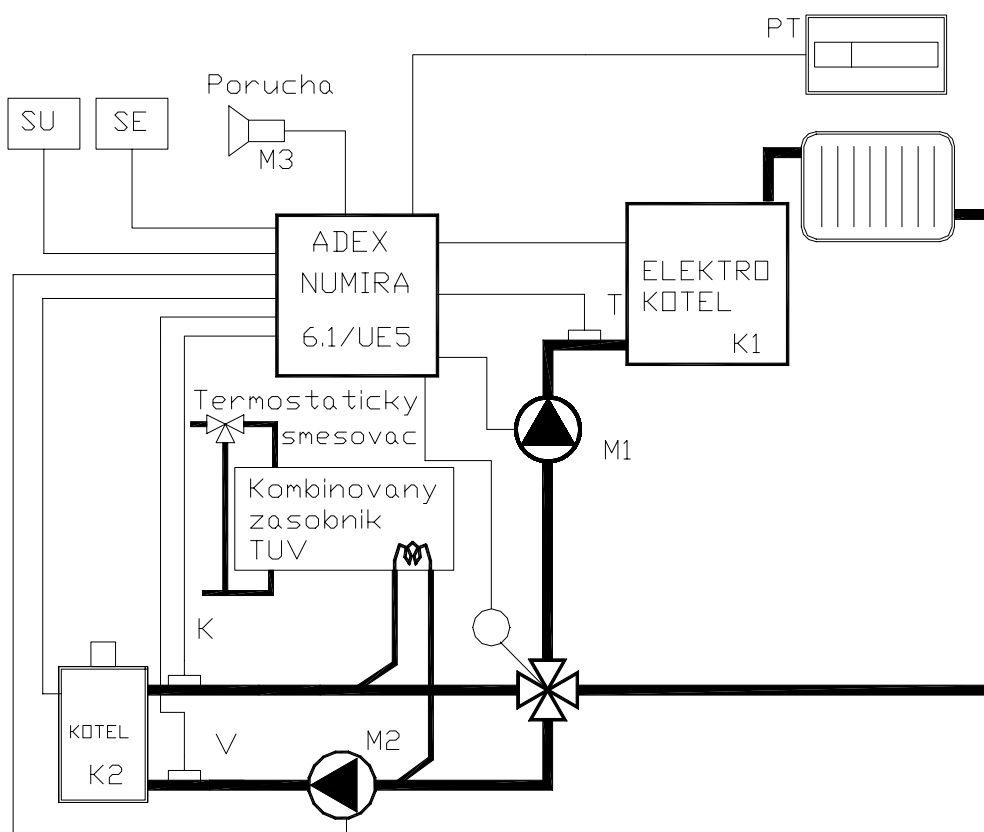 PT
Porucha
SU
SE
M3
ADEX
NUMIRA
6.1/UE5
T
ELEKTRO
KOTEL
K1
Termostaticky
smesovac
M1
Kombinovany
zasobnik
TUV
K
KOTEL
K2
V
M2